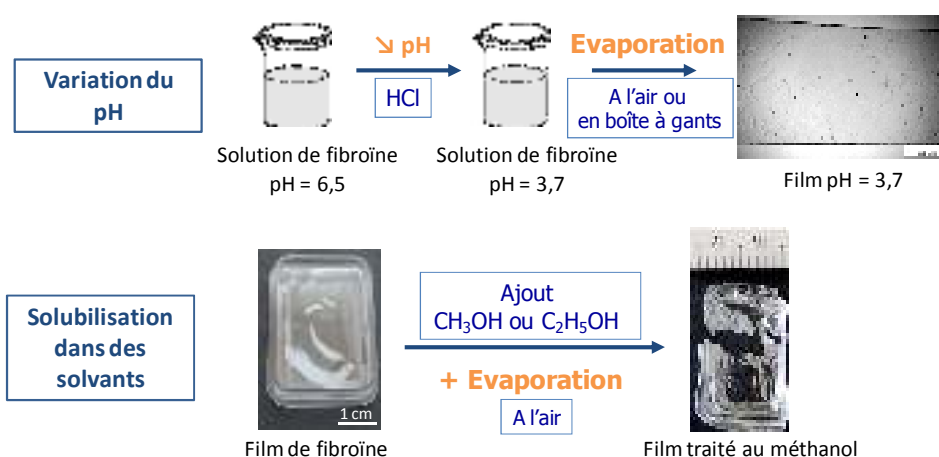 Variation du
pH
↘ pH
HCl
Evaporation
A l'air ou
en boîte à gants
Solution de fibroïne
pH = 6,5
Solution de fibroïne
pH = 3,7
Film pH = 3,7
Solubilisation
dans des
solvants
1 cm
Ajout
CH₃OH ou C₂H₅OH
+ Evaporation
A l'air
Film de fibroïne
Film traité au méthanol